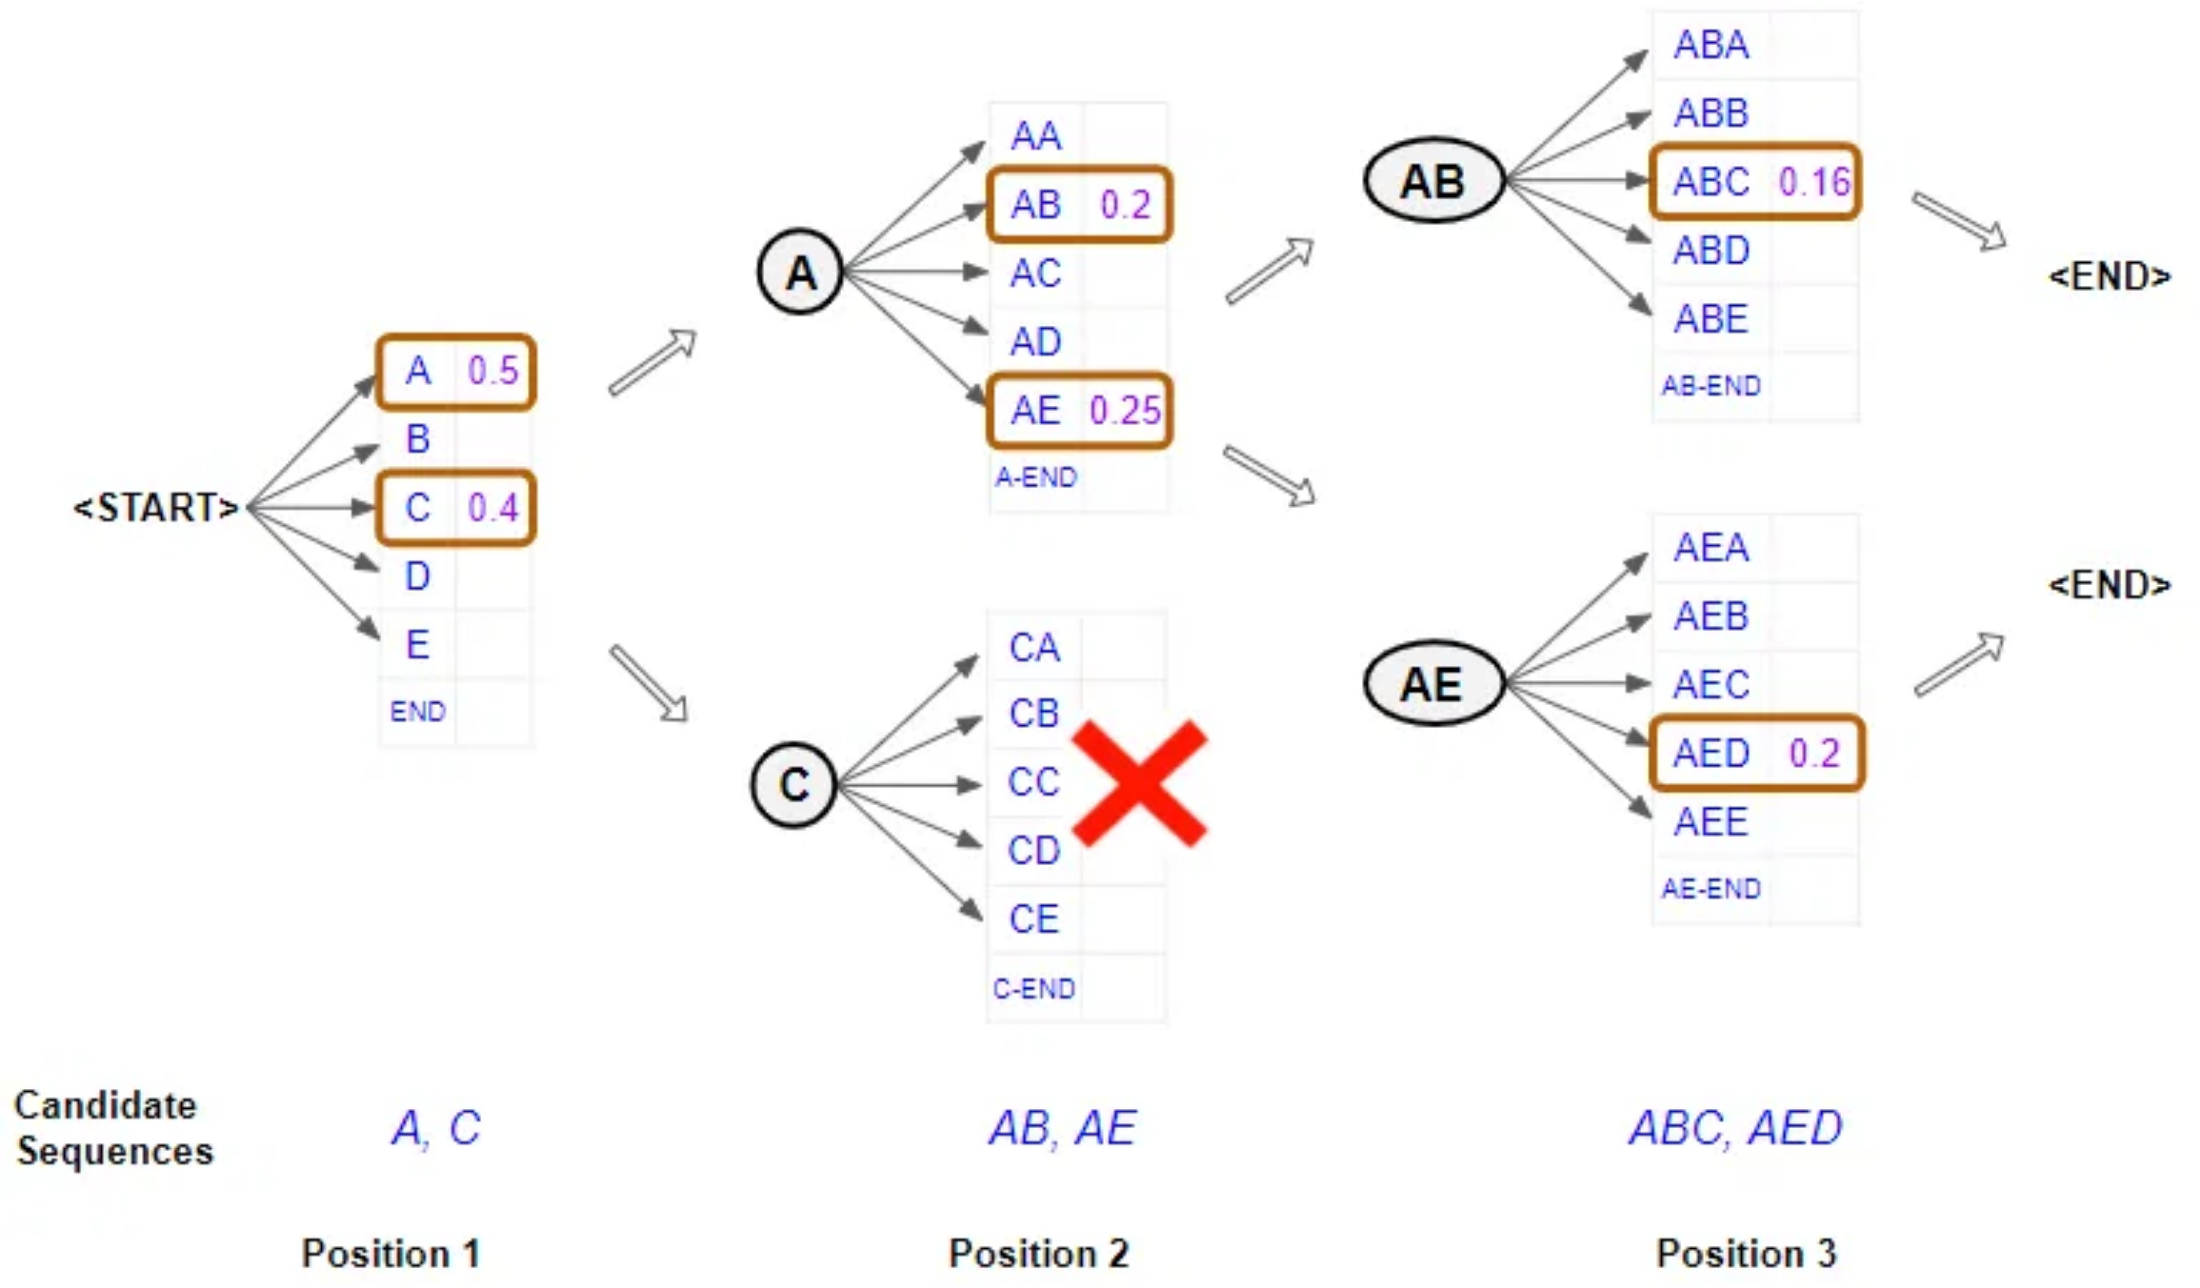 <START>
A 0.5
B
C 0.4
D
E
END
A
AA
AB 0.2
AC
AD
AE 0.25
A-END
C
CA
CB
CC
CD
CE
C-END
AB
ABA
ABB
ABC 0.16
ABD
ABE
AB-END
<END>
AE
AEA
AEB
AEC
AED 0.2
AEE
AE-END
<END>
Candidate
Sequences
A, C
AB, AE
ABC, AED
Position 1
Position 2
Position 3